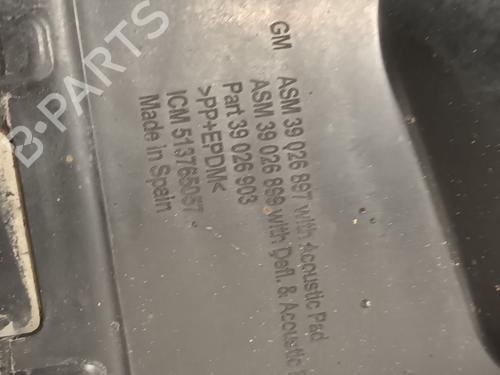 GM ASM 39 026 897 with Acoustic Pad
ASM 39 026 899 with Defl. & Acoustic
Part 39 026 903
>PP+EPDM<
ICM 513765057
Made in Spain
B-PARTS